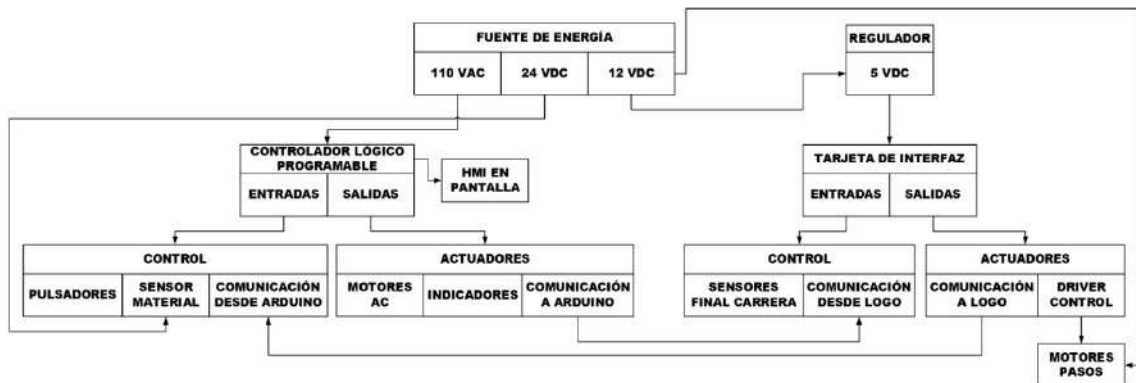 FUENTE DE ENERGÍA
110 VAC
24 VDC
12 VDC
REGULADOR
5 VDC
CONTROLADOR LÓGICO
PROGRAMABLE
ENTRADAS
SALIDAS
HMI EN
PANTALLA
TARJETA DE INTERFAZ
ENTRADAS
SALIDAS
CONTROL
PULSADORES
SENSOR
MATERIAL
COMUNICACIÓN
DESDE ARDUINO
ACTUADORES
MOTORES
AC
INDICADORES
COMUNICACIÓN
A ARDUINO
CONTROL
SENSORES
FINAL CARRERA
COMUNICACIÓN
DESDE LOGO
ACTUADORES
COMUNICACIÓN
A LOGO
DRIVER
CONTROL
MOTORES
PASOS